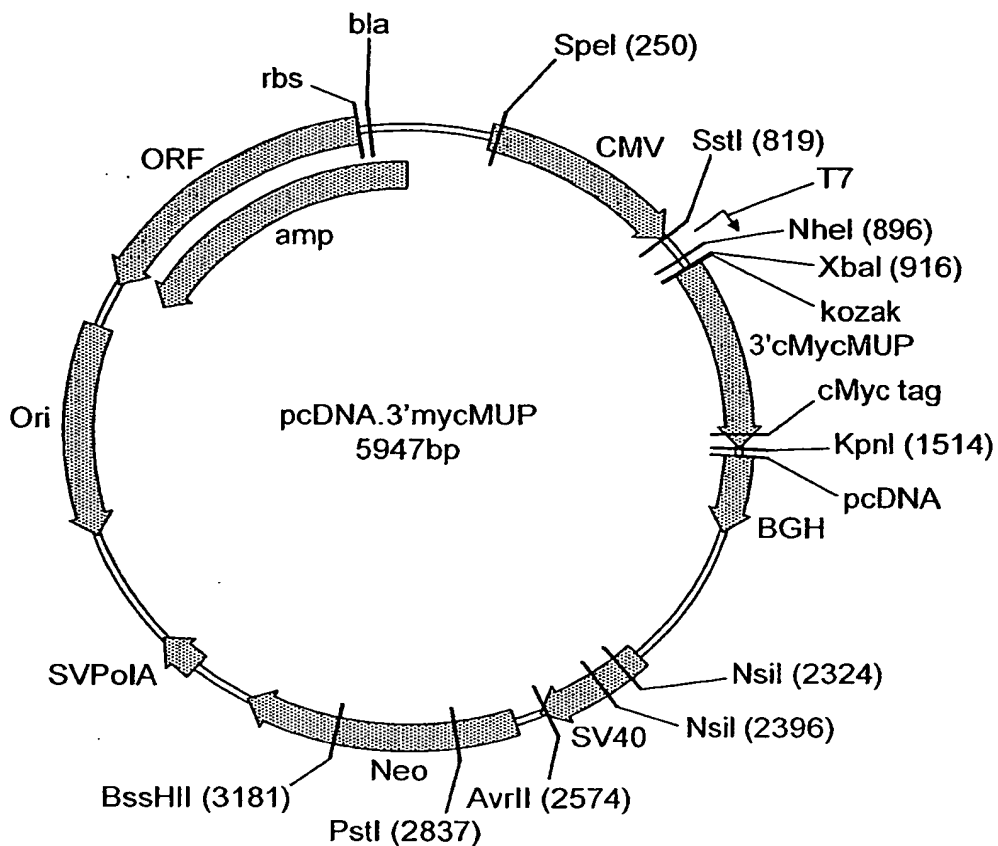 bla
rbs
SpeI (250)
ORF
CMV
SstI (819)
T7
amp
NheI (896)
XbaI (916)
kozak
3'cMycMUP
cMyc tag
Ori
pcDNA.3'mycMUP
5947bp
KpnI (1514)
pcDNA
BGH
SVPolA
NsiI (2324)
NsiI (2396)
SV40
Neo
BssHII (3181)
AvrII (2574)
PstI (2837)